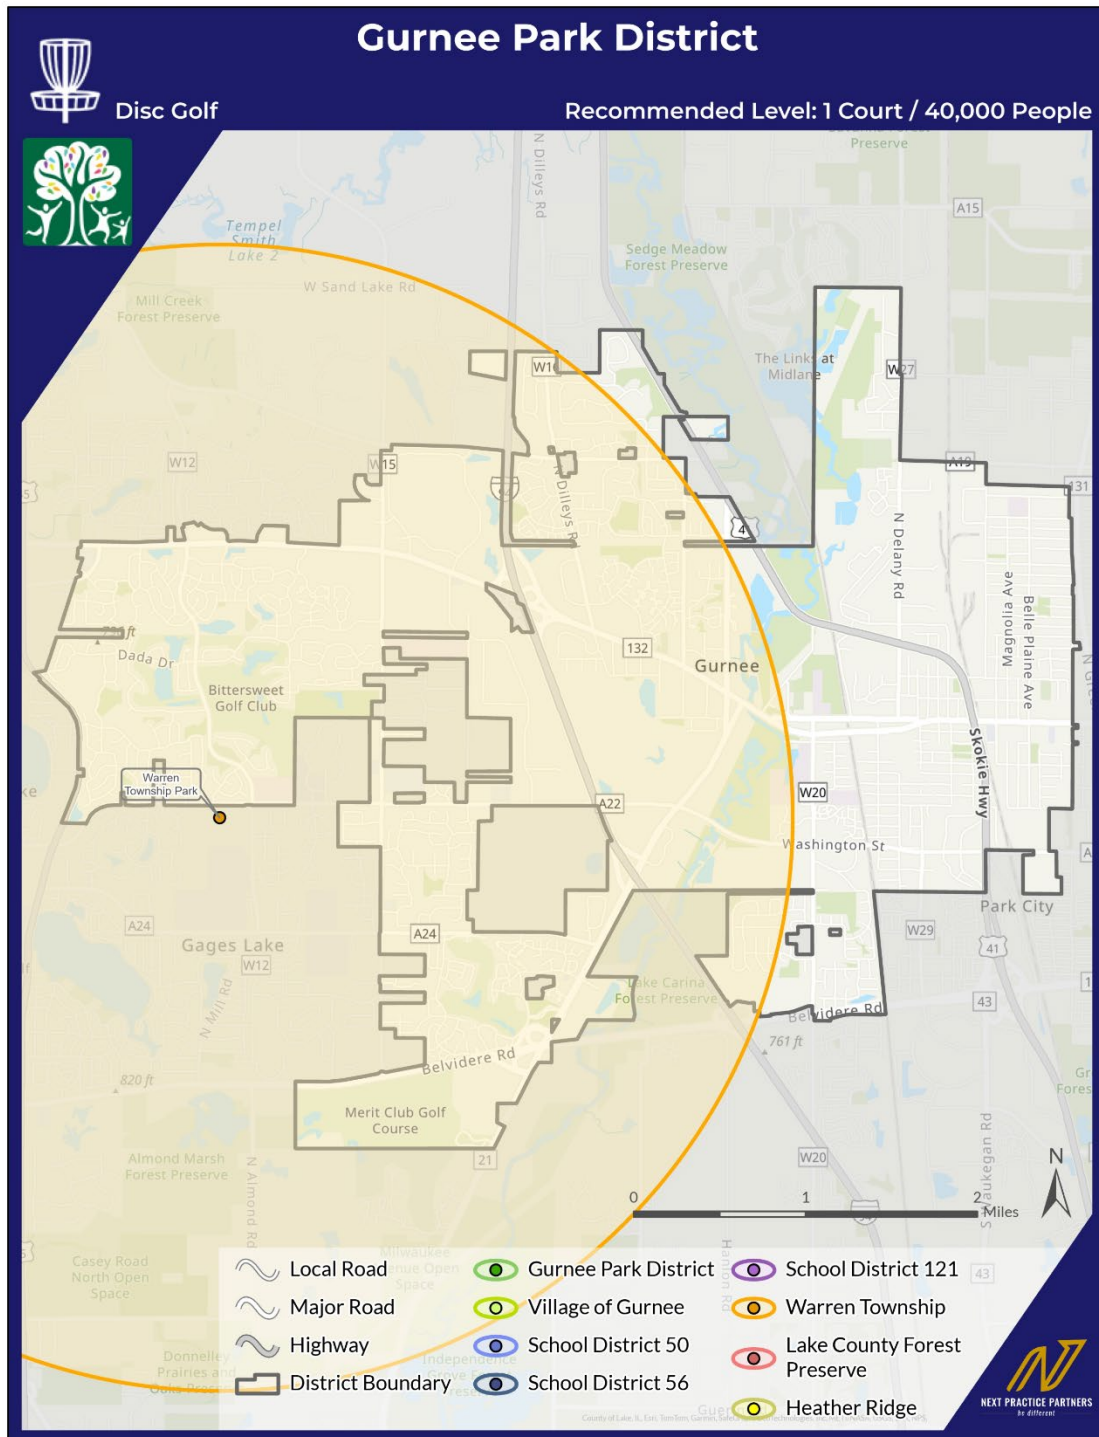 Gurnee Park District
Disc Golf
Recommended Level: 1 Court / 40,000 People
Preserve
N Dilleys Rd
A15
Tempel
Smith
Lake 2
Sedge Meadow
Forest Preserve
W Sand Lake Rd
Mill Creek
Forest Preserve
The Links at
Midlane
W27
W12
W15
A19
131
N Dilleys Rd
4
N Delany Rd
Magnolia Ave
Belle Plaine Ave
Dada Dr
132
Gurnee
Bittersweet
Golf Club
Skokie Hwy
Warren
Township Park
A22
W20
Washington St
Park City
A24
A24
W29
Gages Lake
W12
41
N Mill Rd
Lake Carina
Forest Preserve
43
Belvidere Rd
761 ft
Belvidere Rd
820 ft
Merit Club Golf
Course
21
W20
Almond Marsh
Forest Preserve
N Almond Rd
S Waukegan Rd
N
0 1 2
Miles
Casey Road
North Open
Space
43
Local Road
Major Road
Highway
District Boundary
Gurnee Park District
Village of Gurnee
School District 50
School District 56
School District 121
Warren Township
Lake County Forest
Preserve
Heather Ridge
NEXT PRACTICE PARTNERS
be different